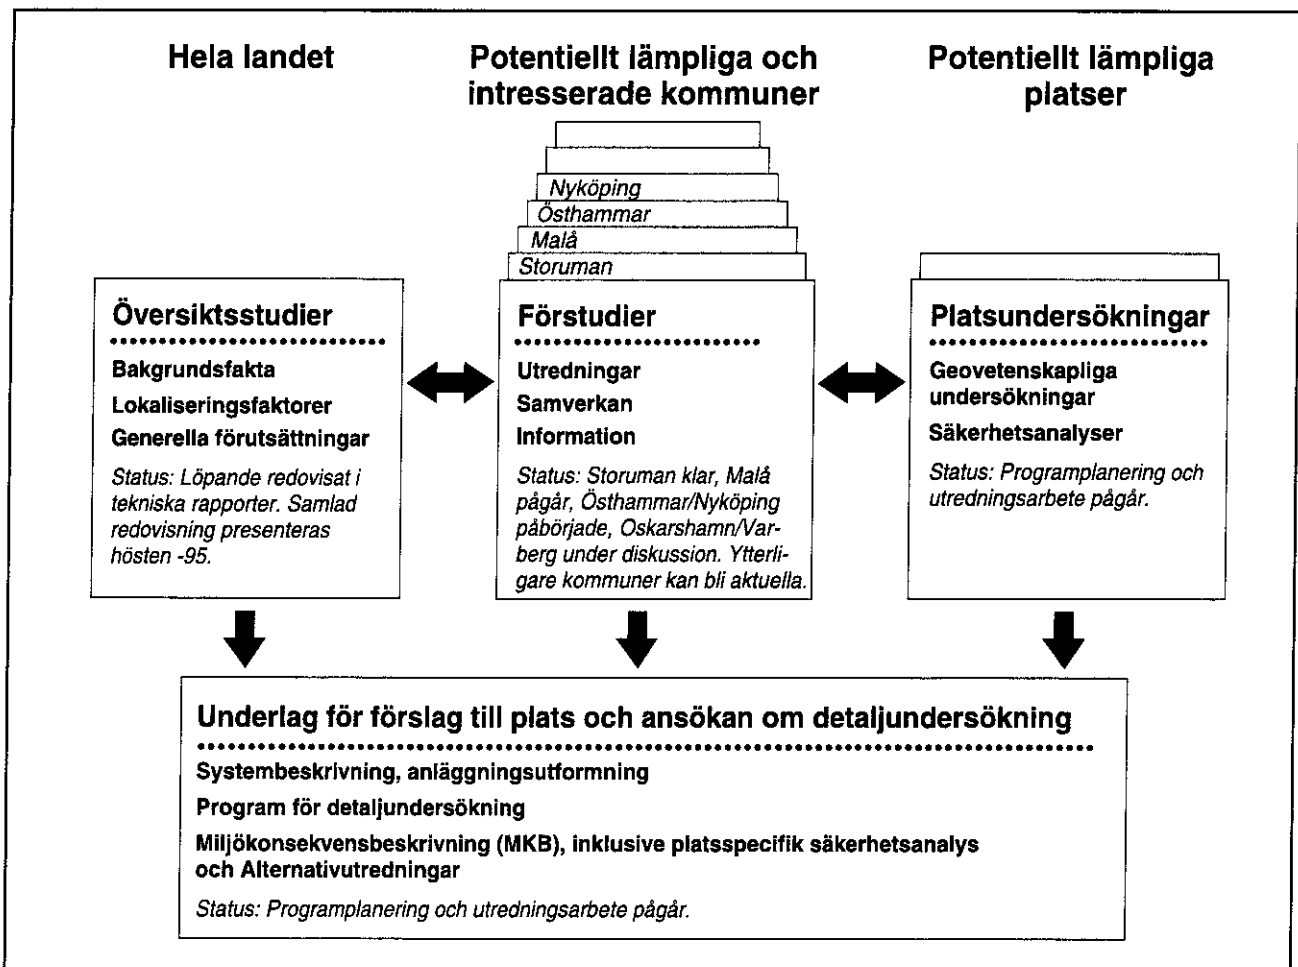 Hela landet
Potentiellt lämpliga och
intresserade kommuner
Potentiellt lämpliga
platser
Nyköping
Östhammar
Malå
Storuman
Översiktsstudier
Bakgrundsfakta
Lokaliseringsfaktorer
Generella förutsättningar
Status: Löpande redovisat i
tekniska rapporter. Samlad
redovisning presenteras
hösten -95.
Förstudier
Utredningar
Samverkan
Information
Status: Storuman klar, Malå
pågår, Östhammar/Nyköping
påbörjade, Oskarshamn/Var-
berg under diskussion. Ytterli-
gare kommuner kan bli aktuella.
Platsundersökningar
Geovetenskapliga
undersökningar
Säkerhetsanalyser
Status: Programplanering och
utredningsarbete pågår.
Underlag för förslag till plats och ansökan om detaljundersökning
Systembeskrivning, anläggningsutformning
Program för detaljundersökning
Miljökonsekvensbeskrivning (MKB), inklusive platsspecifik säkerhetsanalys
och Alternativutredningar
Status: Programplanering och utredningsarbete pågår.